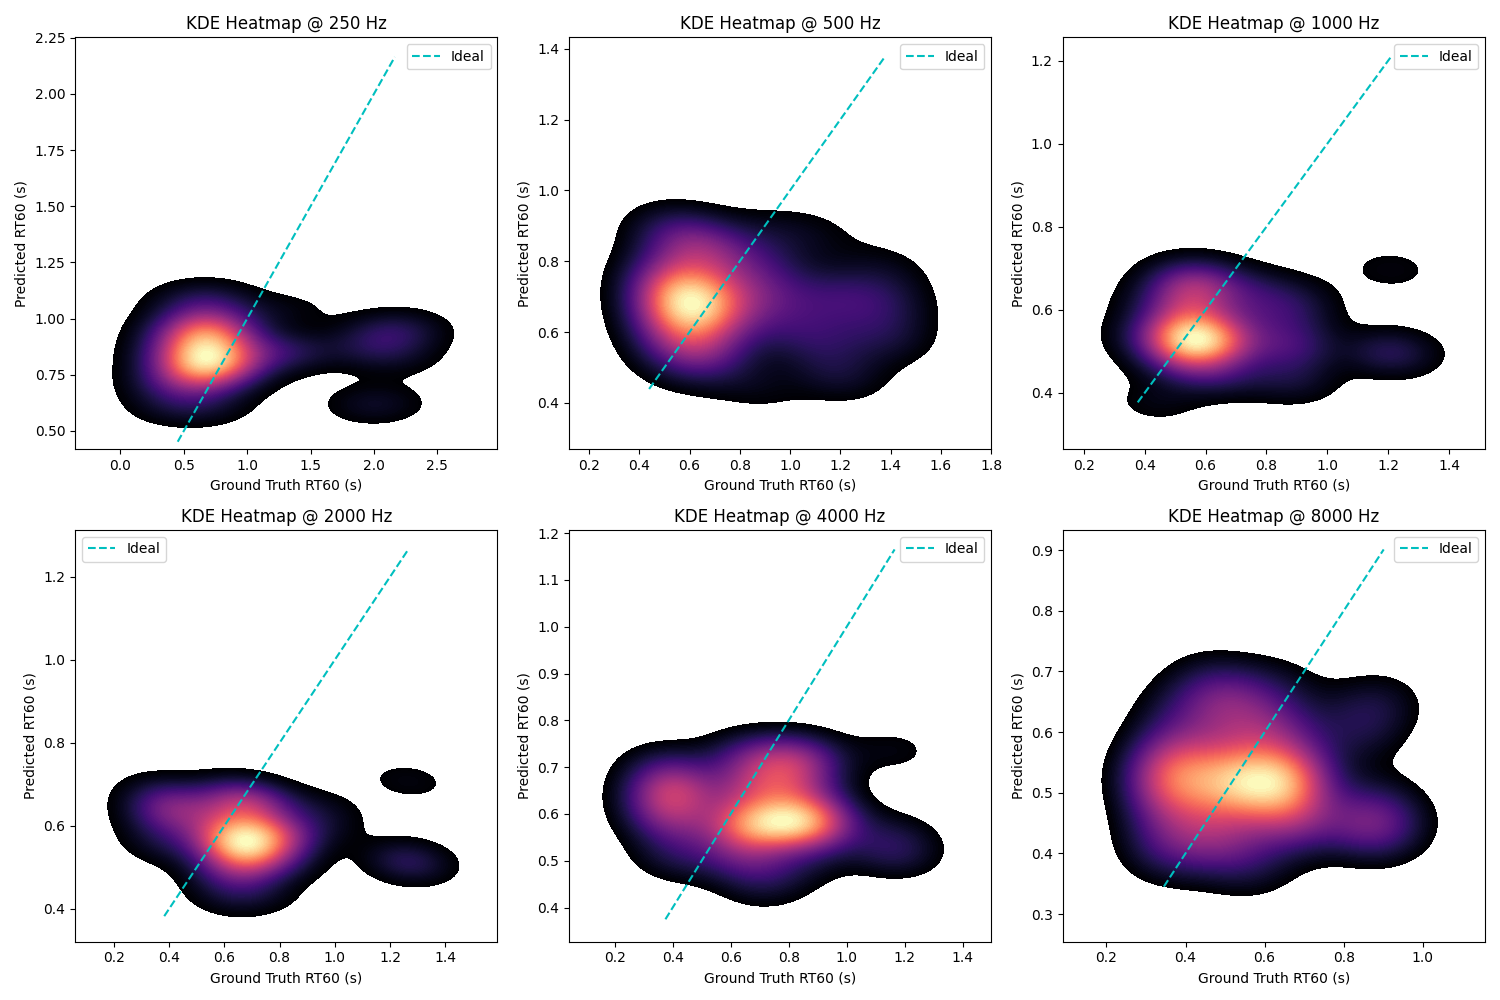 KDE Heatmap @ 250 Hz
Ideal
Predicted RT60 (s)
2.25
2.00
1.75
1.50
1.25
1.00
0.75
0.50
0.0 0.5 1.0 1.5 2.0 2.5
Ground Truth RT60 (s)
KDE Heatmap @ 500 Hz
Ideal
Predicted RT60 (s)
1.4
1.2
1.0
0.8
0.6
0.4
0.2 0.4 0.6 0.8 1.0 1.2 1.4 1.6 1.8
Ground Truth RT60 (s)
KDE Heatmap @ 1000 Hz
Ideal
Predicted RT60 (s)
1.2
1.0
0.8
0.6
0.4
0.2 0.4 0.6 0.8 1.0 1.2 1.4
Ground Truth RT60 (s)
KDE Heatmap @ 2000 Hz
Ideal
Predicted RT60 (s)
1.2
1.0
0.8
0.6
0.4
0.2 0.4 0.6 0.8 1.0 1.2 1.4
Ground Truth RT60 (s)
KDE Heatmap @ 4000 Hz
Ideal
Predicted RT60 (s)
1.2
1.1
1.0
0.9
0.8
0.7
0.6
0.5
0.4
0.2 0.4 0.6 0.8 1.0 1.2 1.4
Ground Truth RT60 (s)
KDE Heatmap @ 8000 Hz
Ideal
Predicted RT60 (s)
0.9
0.8
0.7
0.6
0.5
0.4
0.3
0.2 0.4 0.6 0.8 1.0
Ground Truth RT60 (s)